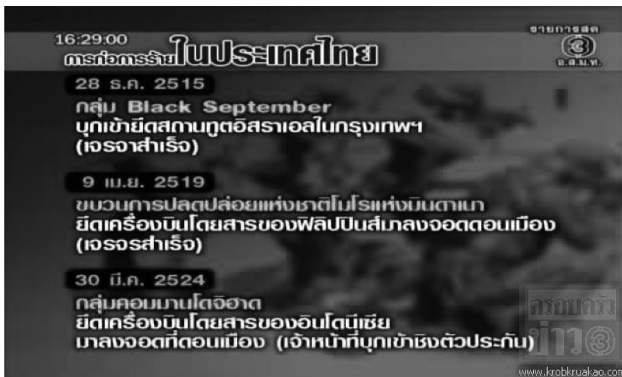 รายการสด
16:29:00
การก่อการร้ายในประเทศไทย
อ.ส.ม.ท.
28 ธ.ค. 2515
กลุ่ม Black September
บุกเข้ายึดสถานทูตอิสราเอลในกรุงเทพฯ
(เจรจาสำเร็จ)
9 เม.ย. 2519
ขบวนการปลดปล่อยแห่งชาติโมโรแห่งมินดาเนา
ยึดเครื่องบินโดยสารของฟิลิปปินส์มาลงจอดดอนเมือง
(เจรจรสำเร็จ)
30 มี.ค. 2524
กลุ่มคอมมานโดจิฮาด
ยึดเครื่องบินโดยสารของอินโดนีเซีย
มาลงจอดที่ดอนเมือง (เจ้าหน้าที่บุกเข้าชิงตัวประกัน)
ครอบครัว
ข่าว3
www.krobkruakao.com